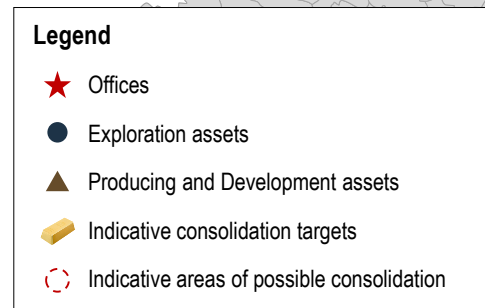 Legend
Offices
Exploration assets
Producing and Development assets
Indicative consolidation targets
Indicative areas of possible consolidation